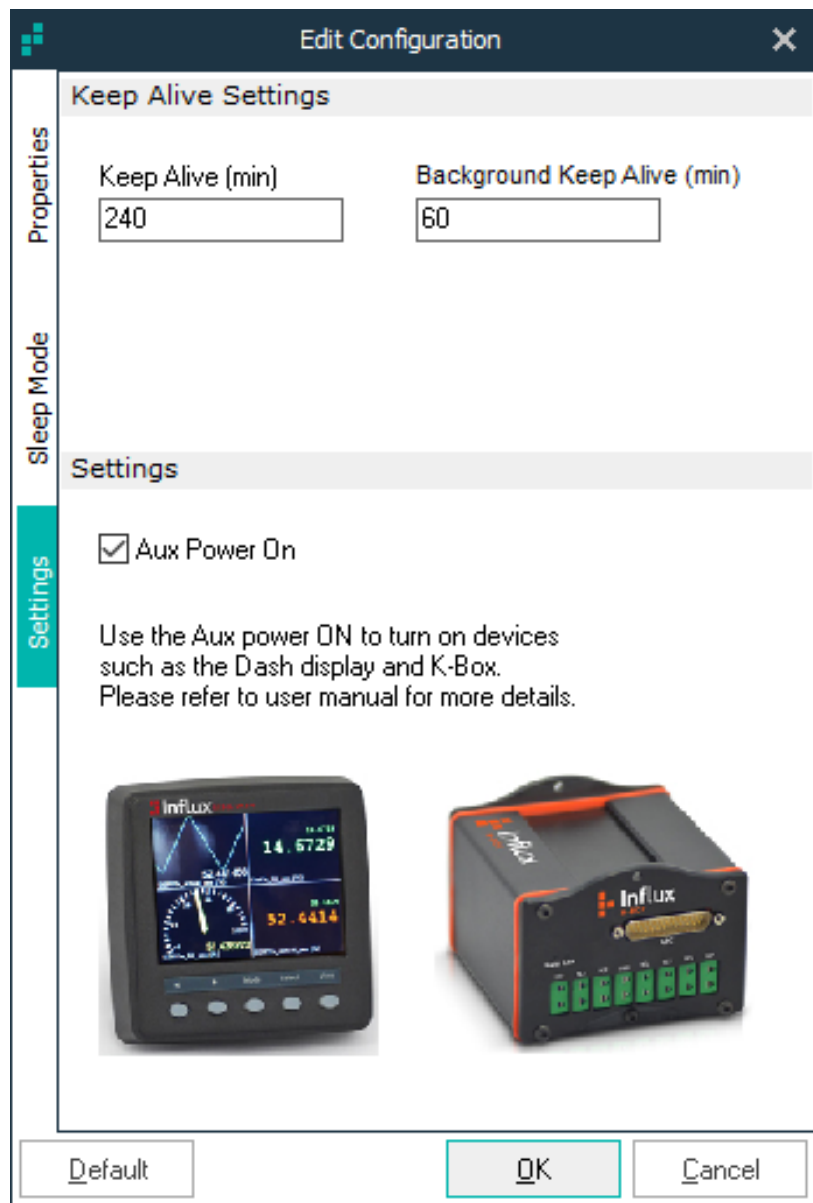 Edit Configuration
Keep Alive Settings
Properties
Keep Alive (min)
Background Keep Alive (min)
240
60
Sleep Mode
Settings
Settings
Aux Power On
Use the Aux power ON to turn on devices
such as the Dash display and K-Box.
Please refer to user manual for more details.
Influx
14.6729
52.4414
Influx
Influx
Default
OK
Cancel